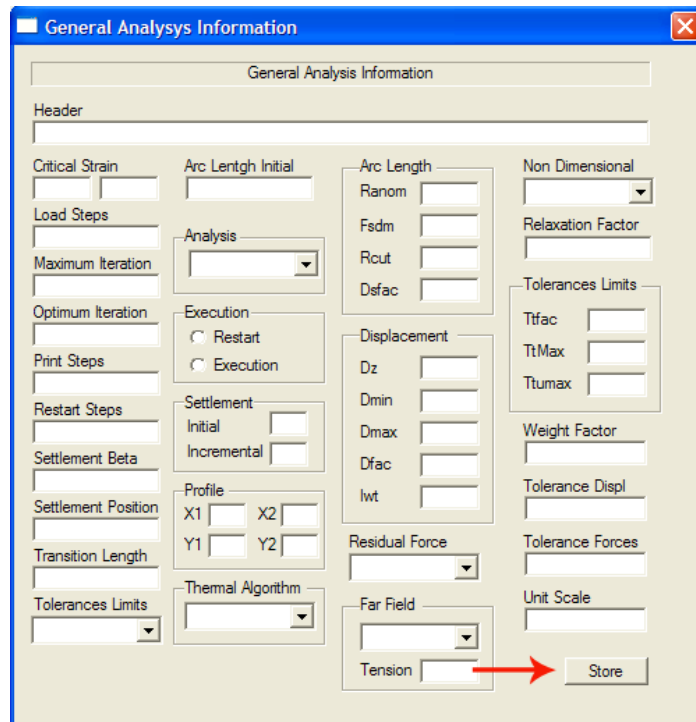 General Analysys Information
General Analysis Information
Header
Critical Strain
Load Steps
Maximum Iteration
Optimum Iteration
Print Steps
Restart Steps
Settlement Beta
Settlement Position
Transition Length
Tolerances Limits
Arc Lentgh Initial
Analysis
Execution
Restart
Execution
Settlement
Initial
Incremental
Profile
X1 X2
Y1 Y2
Thermal Algorithm
Arc Length
Ranom
Fsdm
Rcut
Dsfac
Displacement
Dz
Dmin
Dmax
Dfac
Iwt
Residual Force
Far Field
Tension
Non Dimensional
Relaxation Factor
Tolerances Limits
Ttfac
TtMax
Ttumax
Weight Factor
Tolerance Displ
Tolerance Forces
Unit Scale
Store